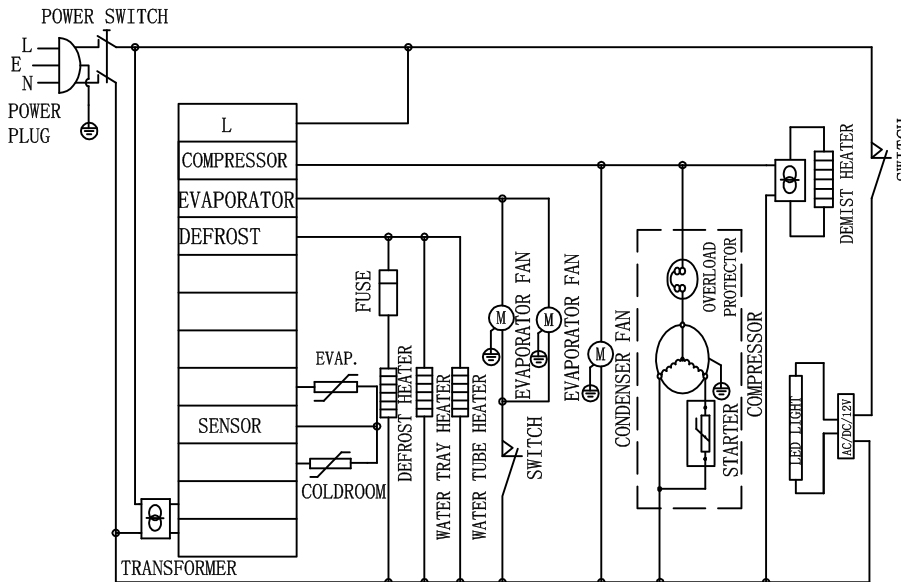 POWER SWITCH
L
E
N
POWER
PLUG
L
COMPRESSOR
EVAPORATOR
DEFROST
SENSOR
EVAP.
COLDROOM
TRANSFORMER
FUSE
DEFROST HEATER
WATER TRAY HEATER
WATER TUBE HEATER
M
EVAPORATOR FAN
M
EVAPORATOR FAN
SWITCH
M
CONDENSER FAN
OVERLOAD
PROTECTOR
STARTER
COMPRESSOR
DEMIST HEATER
SWITCH
LED LIGHT
AC/DC/12V